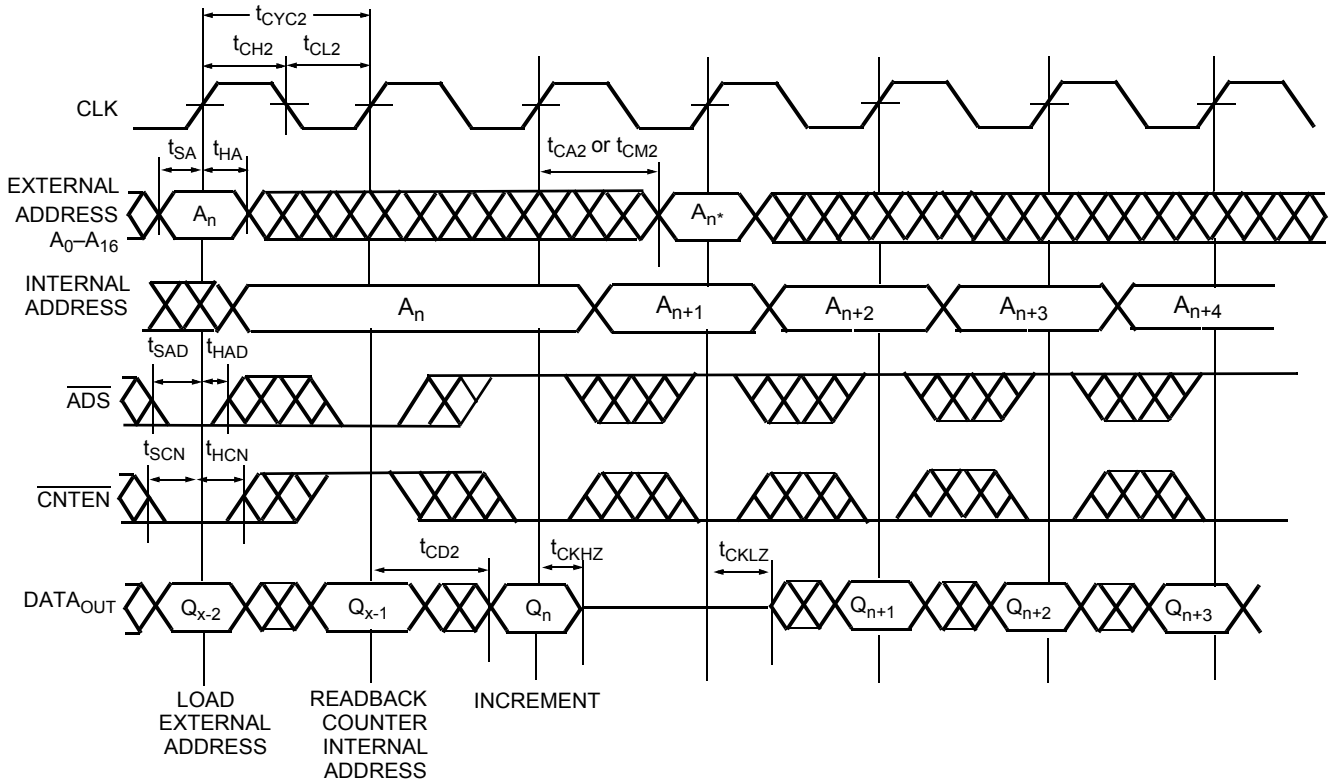 tCYC2
tCH2 tCL2
CLK
tSA tHA tCA2 or tCM2
EXTERNAL
ADDRESS
A0–A16
An An*
INTERNAL
ADDRESS
An An+1 An+2 An+3 An+4
tSAD tHAD
ADS
tSCN tHCN
CNTEN
tCD2 tCKHZ tCKLZ
DATAOUT Qx-2 Qx-1 Qn Qn+1 Qn+2 Qn+3
LOAD
EXTERNAL
ADDRESS
READBACK
COUNTER
INTERNAL
ADDRESS
INCREMENT